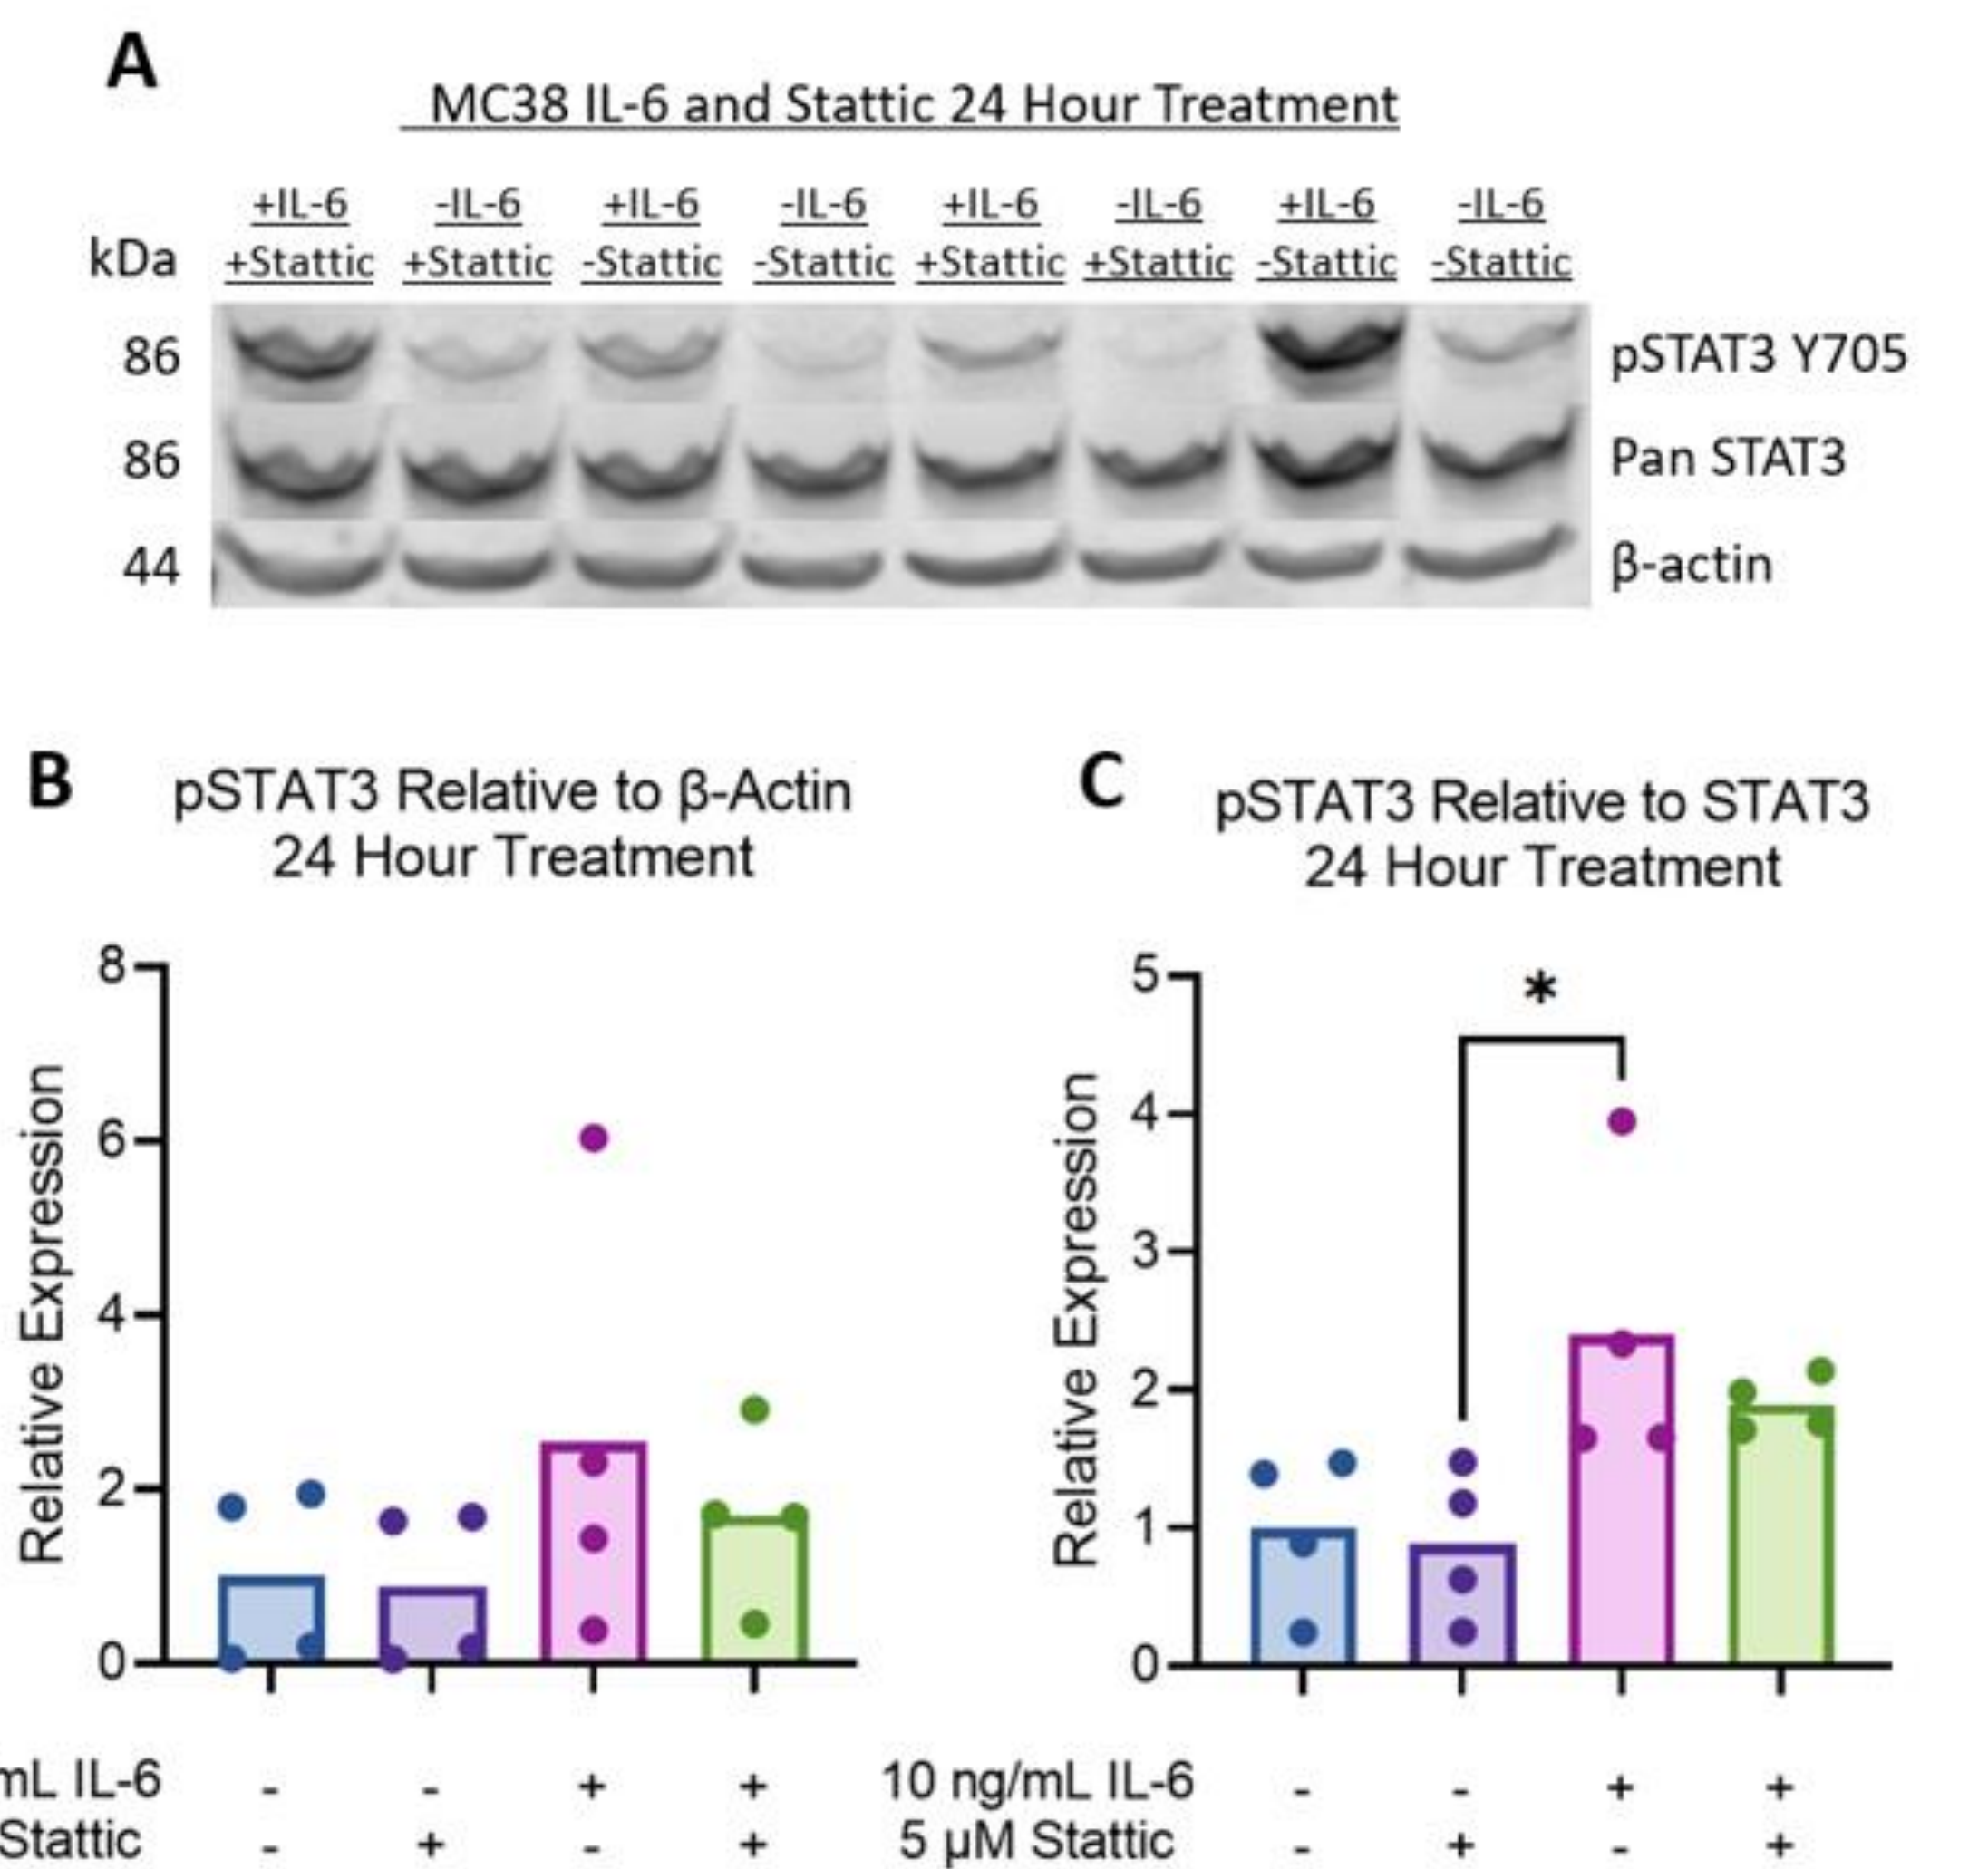 A
MC38 IL-6 and Stattic 24 Hour Treatment
+IL-6 -IL-6 +IL-6 -IL-6 +IL-6 -IL-6 +IL-6 -IL-6
kDa +Stattic +Stattic -Stattic -Stattic +Stattic +Stattic -Stattic -Stattic
86 pSTAT3 Y705
86 Pan STAT3
44 β-actin
B
pSTAT3 Relative to β-Actin
24 Hour Treatment
Relative Expression
8
6
4
2
0
mL IL-6 - - + +
Stattic - + - +
C
pSTAT3 Relative to STAT3
24 Hour Treatment
Relative Expression
5
4
3
2
1
0
*
10 ng/mL IL-6 - - + +
5 μM Stattic - + - +